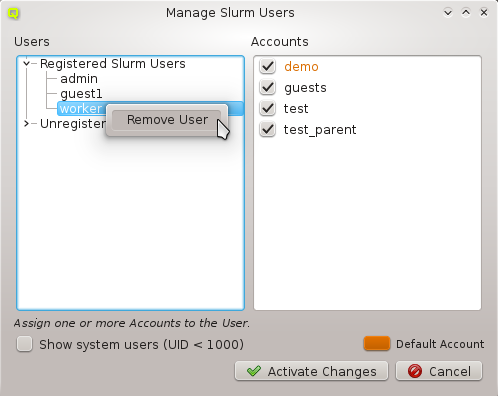 Manage Slurm Users
Users
Accounts
Registered Slurm Users
admin
guest1
worker
Remove User
demo
guests
test
test_parent
Assign one or more Accounts to the User.
Show system users (UID < 1000)
Default Account
Activate Changes
Cancel